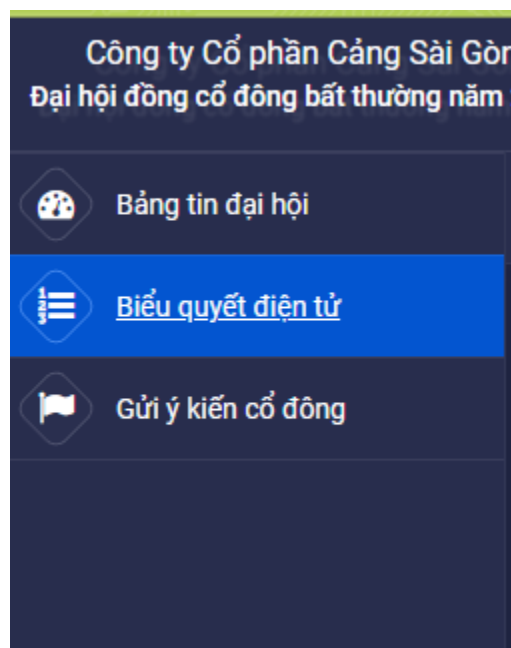 Công ty Cổ phần Cảng Sài Gòn
Đại hội đồng cổ đông bất thường năm
Bảng tin đại hội
Biểu quyết điện tử
Gửi ý kiến cổ đông